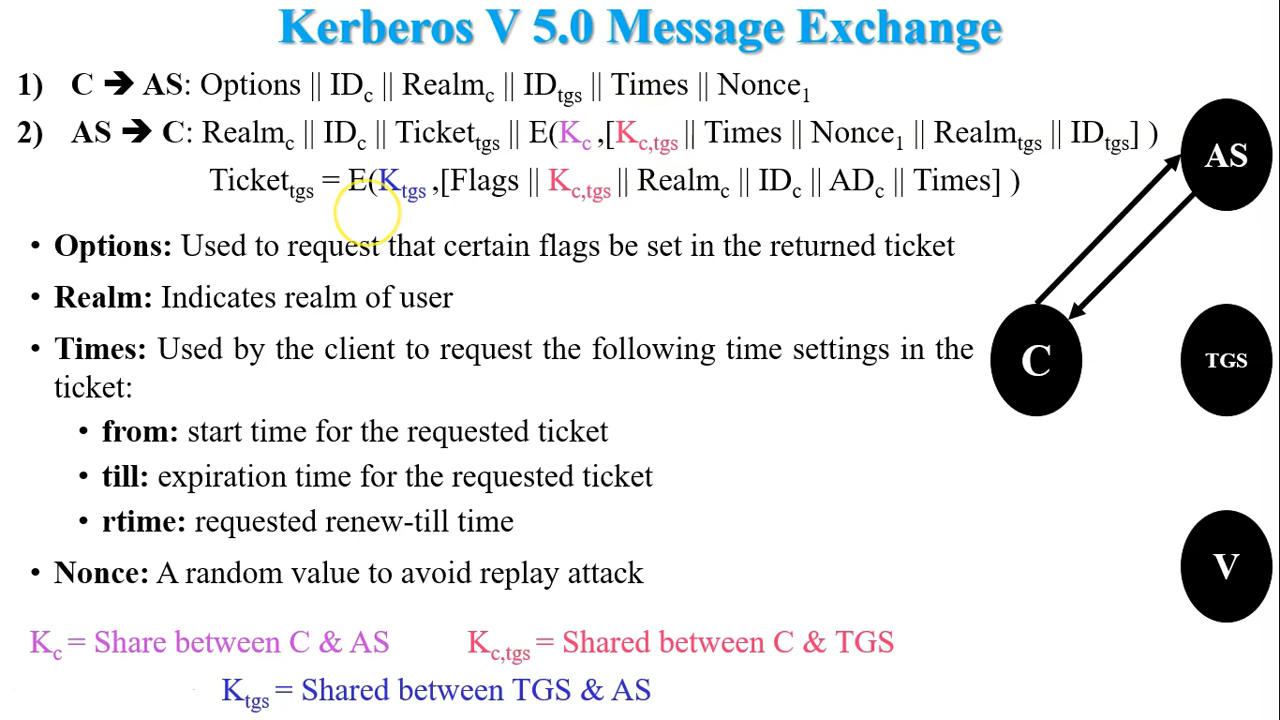 Kerberos V 5.0 Message Exchange
1) C ➔ AS: Options || IDc || Realmc || IDtgs || Times || Nonce1
2) AS ➔ C: Realmc || IDc || Tickettgs || E(Kc ,[Kc,tgs || Times || Nonce1 || Realmtgs || IDtgs] )
Tickettgs = E(Ktgs ,[Flags || Kc,tgs || Realmc || IDc || ADc || Times] )
• Options: Used to request that certain flags be set in the returned ticket
• Realm: Indicates realm of user
• Times: Used by the client to request the following time settings in the
ticket:
• from: start time for the requested ticket
• till: expiration time for the requested ticket
• rtime: requested renew-till time
• Nonce: A random value to avoid replay attack
Kc = Share between C & AS
Kc,tgs = Shared between C & TGS
Ktgs = Shared between TGS & AS
AS
C
TGS
V